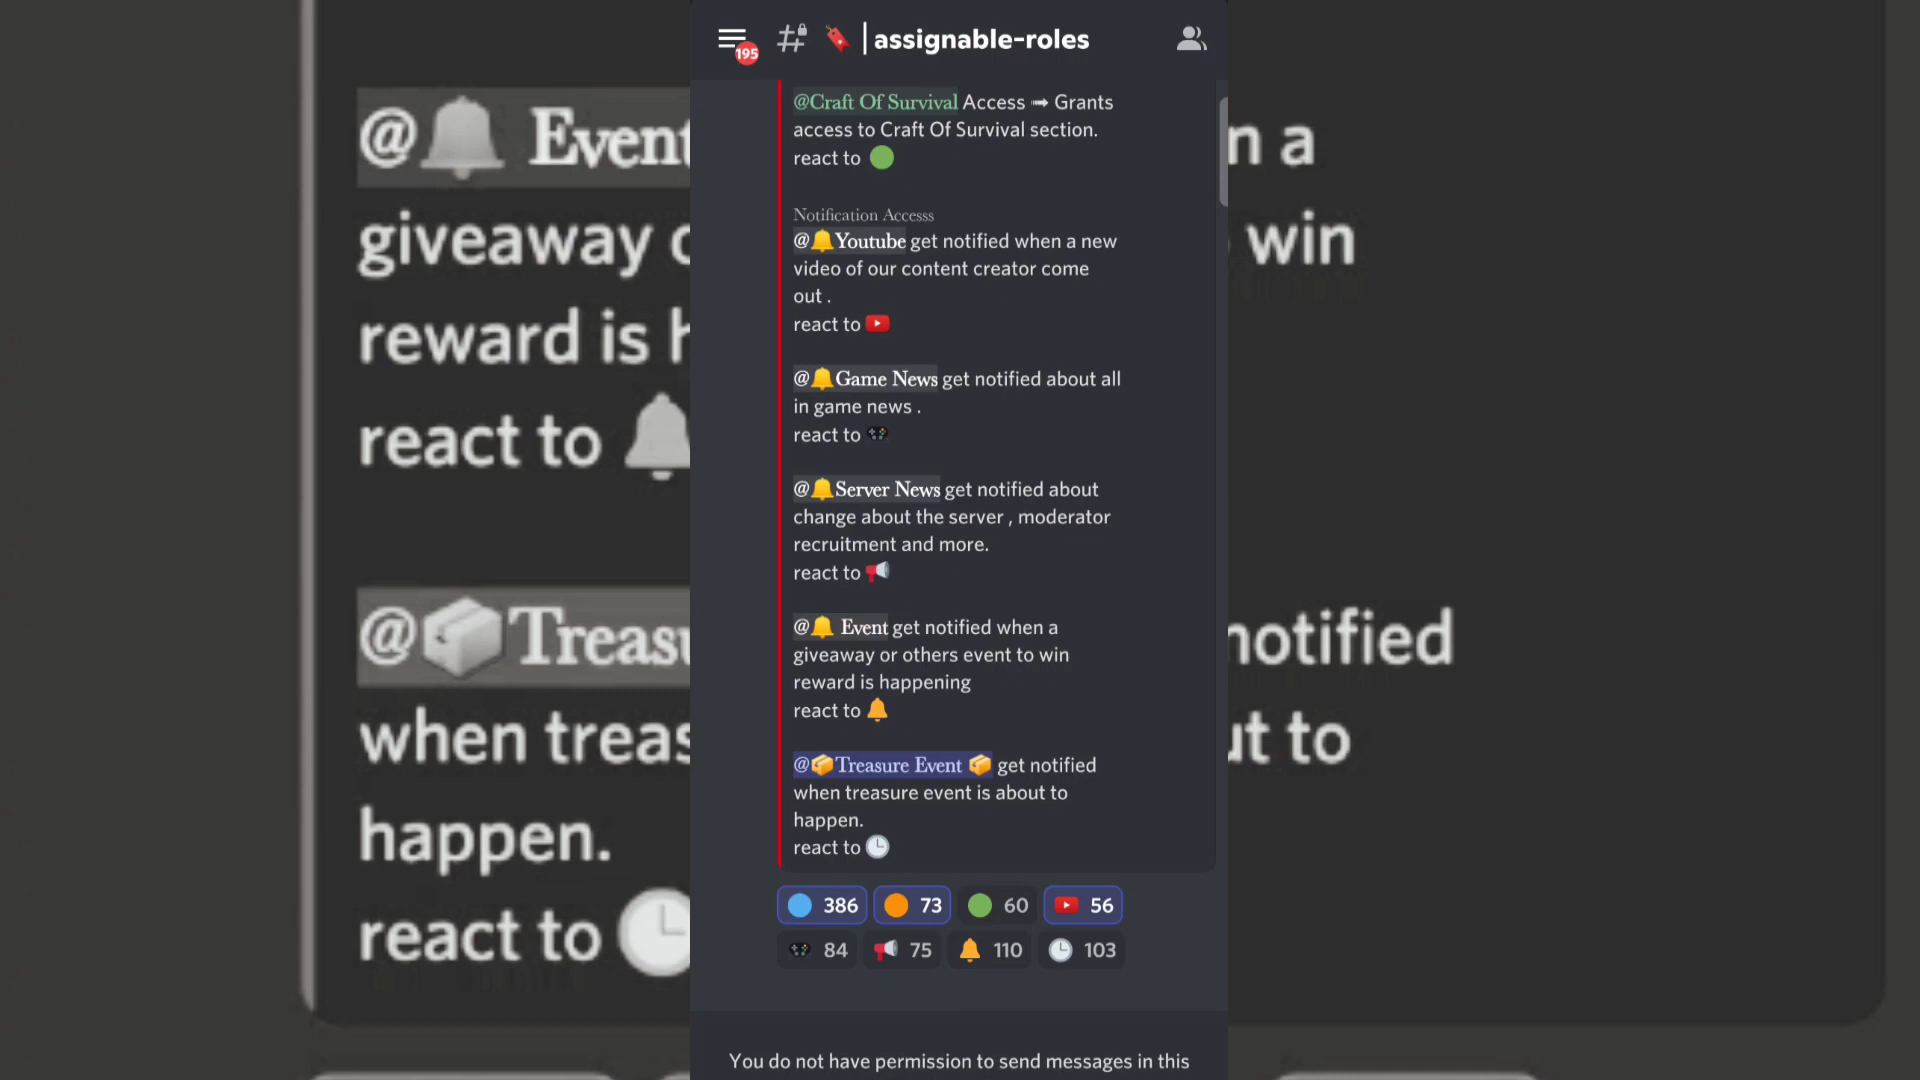 195 # | assignable-roles
@Craft Of Survival Access ➟ Grants
access to Craft Of Survival section.
react to 🟢
Notification Accesss
@🔔Youtube get notified when a new
video of our content creator come
out .
react to
@🔔Game News get notified about all
in game news .
react to 🎮
@🔔Server News get notified about
change about the server , moderator
recruitment and more.
react to 📢
@🔔 Event get notified when a
giveaway or others event to win
reward is happening
react to 🔔
@📦Treasure Event 📦 get notified
when treasure event is about to
happen.
react to 🕒
🔵 386 🟠 73 🟢 60 56
🎮 84 📢 75 🔔 110 🕒 103
You do not have permission to send messages in this
@🔔 Event
n a
giveaway
win
reward is h
react to 🔔
@📦Treasu
notified
when treas
ut to
happen.
react to 🕒